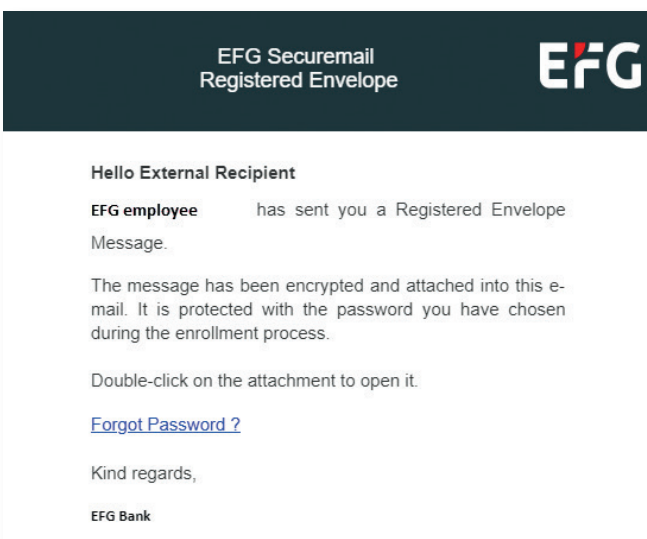 EFG Securemail
Registered Envelope
EFG
Hello External Recipient
EFG employee has sent you a Registered Envelope
Message.
The message has been encrypted and attached into this e-
mail. It is protected with the password you have chosen
during the enrollment process.
Double-click on the attachment to open it.
Forgot Password ?
Kind regards,
EFG Bank